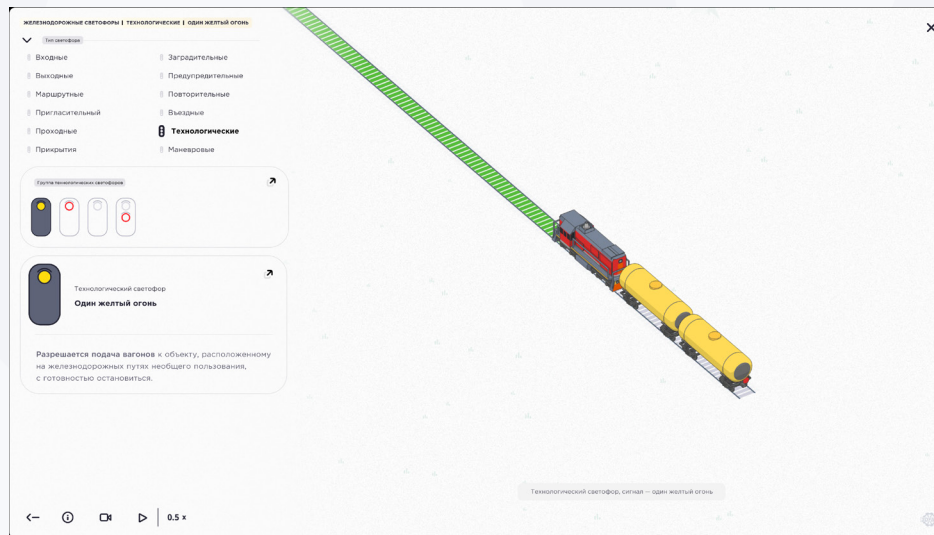 ЖЕЛЕЗНОДОРОЖНЫЕ СВЕТОФОРЫ | ТЕХНОЛОГИЧЕСКИЕ | ОДИН ЖЕЛТЫЙ ОГОНЬ
Тип светофора
Входные
Заградительные
Выходные
Предупредительные
Маршрутные
Повторительные
Пригласительный
Въездные
Проходные
Технологические
Прикрытия
Маневровые
Группа технологических светофоров
Технологический светофор
Один желтый огонь
Разрешается подача вагонов к объекту, расположенному
на железнодорожных путях необщего пользования,
с готовностью остановиться.
Технологический светофор, сигнал — один желтый огонь
0.5 x